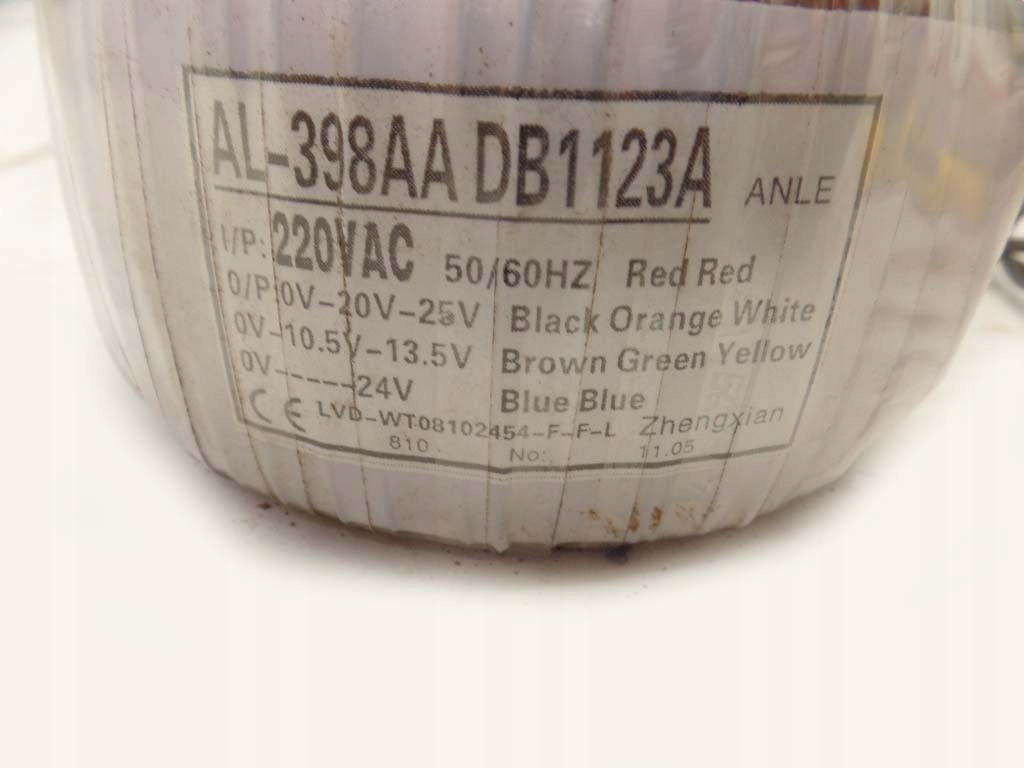 AL-398AA DB1123A ANLE
I/P: 220VAC 50/60HZ Red Red
O/P: 0V-20V-25V Black Orange White
0V-10.5V-13.5V Brown Green Yellow
0V-----24V Blue Blue
CE LVD-WT08102454-F-F-L Zhengxian
810 No: 11.05